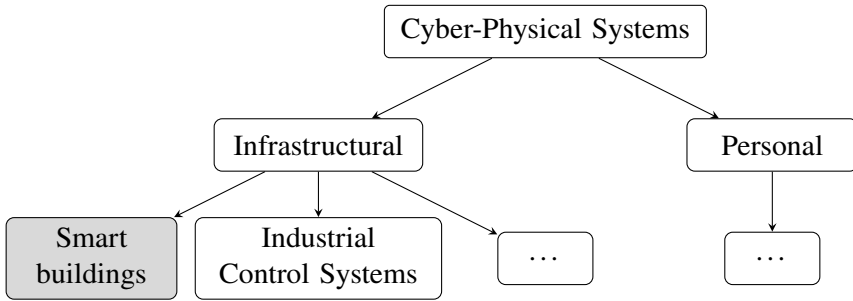 Cyber-Physical Systems
Infrastructural
Personal
Smart
buildings
Industrial
Control Systems
...
...